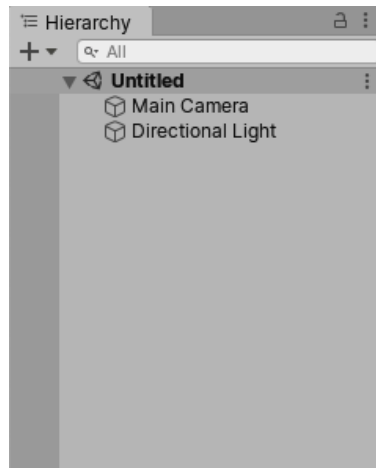 Hierarchy
All
Untitled
Main Camera
Directional Light